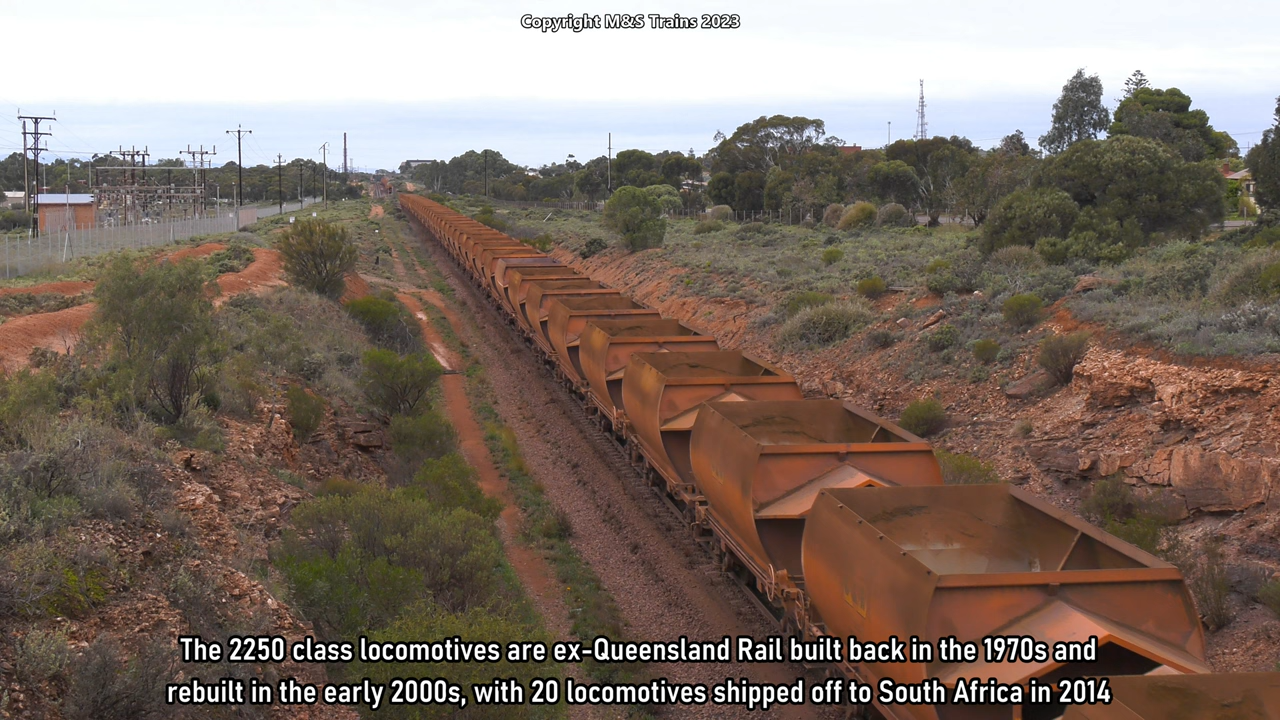 Copyright M&S Trains 2023
The 2250 class locomotives are ex-Queensland Rail built back in the 1970s and
rebuilt in the early 2000s, with 20 locomotives shipped off to South Africa in 2014